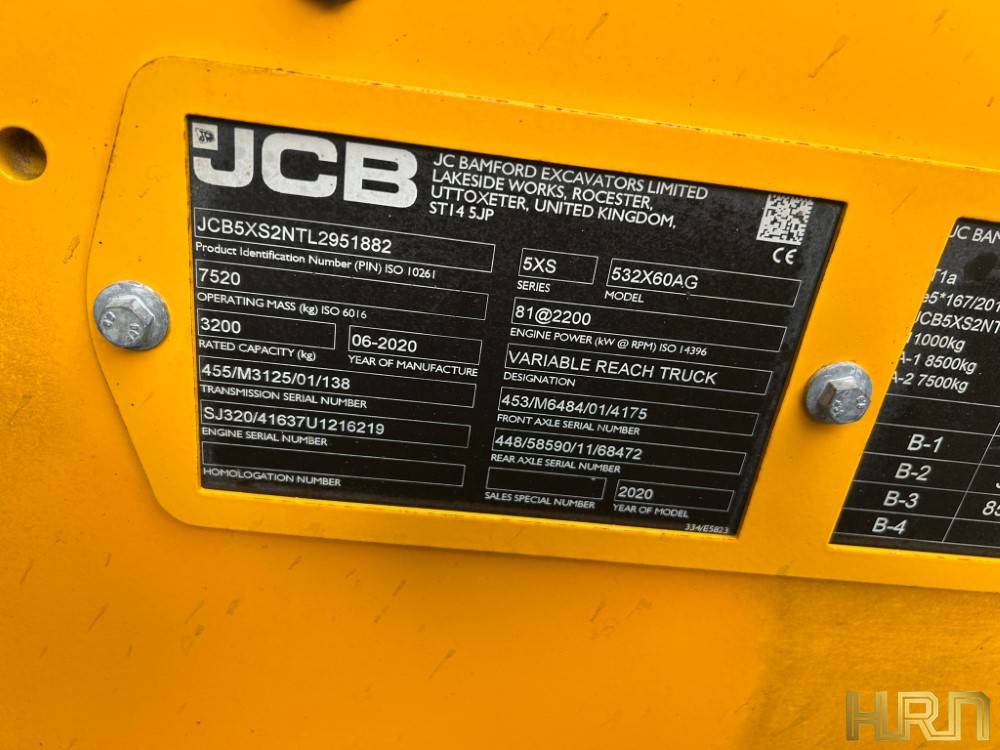 JCB
JC BAMFORD EXCAVATORS LIMITED
LAKESIDE WORKS, ROCESTER,
UTTOXETER, UNITED KINGDOM,
ST14 5JP
CE
JCB5XS2NTL2951882
Product Identification Number (PIN) ISO 10261
7520
OPERATING MASS (kg) ISO 6016
3200
RATED CAPACITY (kg)
06-2020
YEAR OF MANUFACTURE
455/M3125/01/138
TRANSMISSION SERIAL NUMBER
SJ320/41637U1216219
ENGINE SERIAL NUMBER
HOMOLOGATION NUMBER
5XS
SERIES
532X60AG
MODEL
81@2200
ENGINE POWER (kW @ RPM) ISO 14396
VARIABLE REACH TRUCK
DESIGNATION
453/M6484/01/4175
FRONT AXLE SERIAL NUMBER
448/58590/11/68472
REAR AXLE SERIAL NUMBER
SALES SPECIAL NUMBER
2020
YEAR OF MODEL
334/E5823
JC BAM
T1a
e5*167/201
JCB5XS2NT
11000kg
A-1 8500kg
A-2 7500kg
B-1
B-2
B-3
B-4
HRN